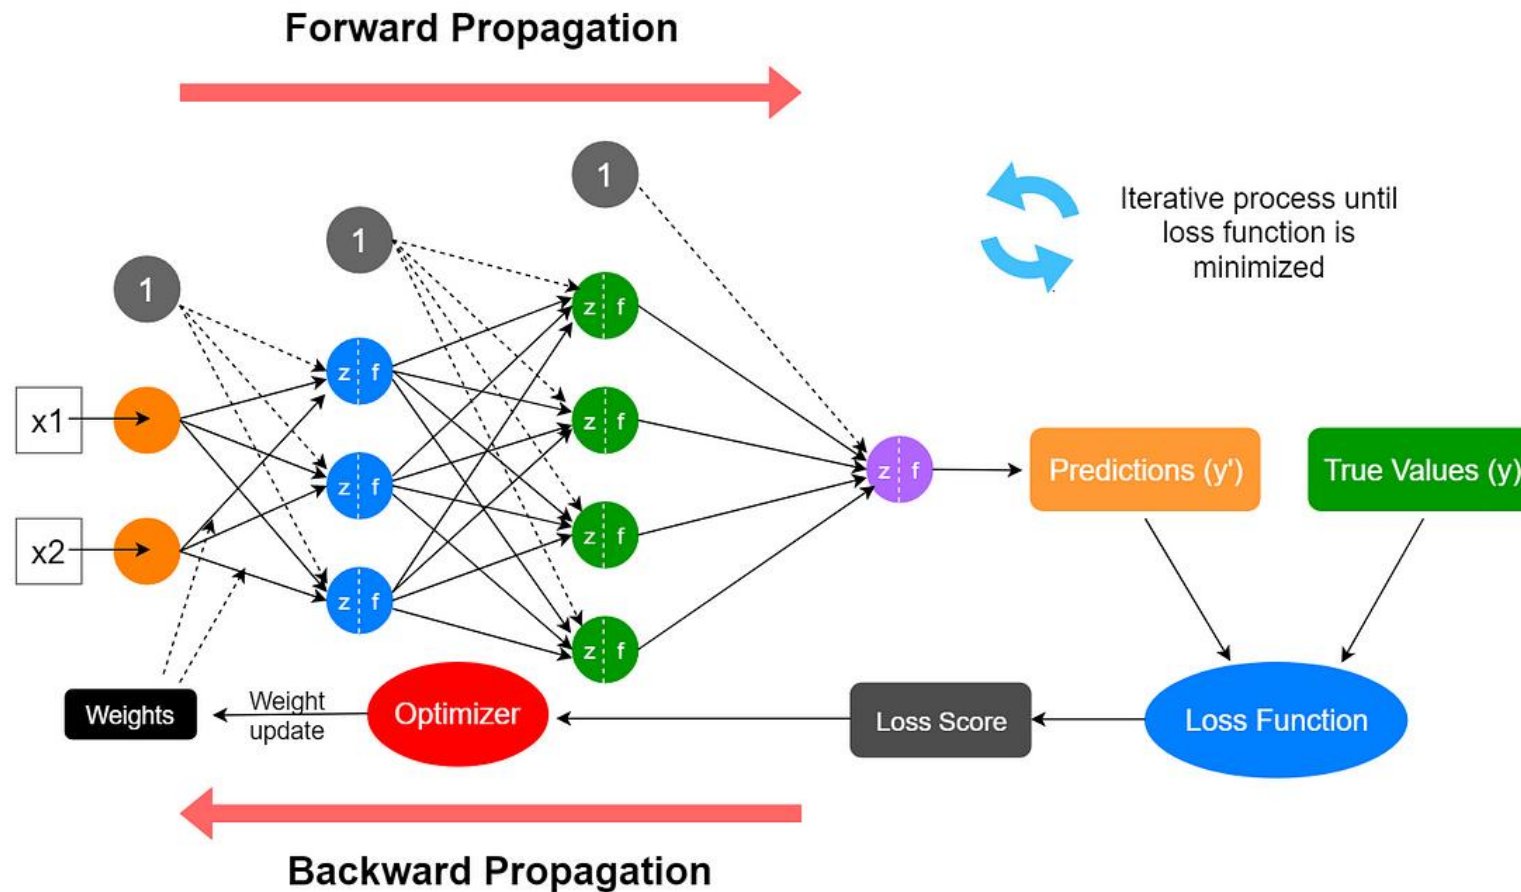 Forward Propagation
1
1
1
Iterative process until
loss function is
minimized
z f
z f
x1
z f
z f
z f
z f
Predictions (y')
True Values (y)
x2
z f
z f
Weights
Weight
update
Optimizer
Loss Score
Loss Function
Backward Propagation